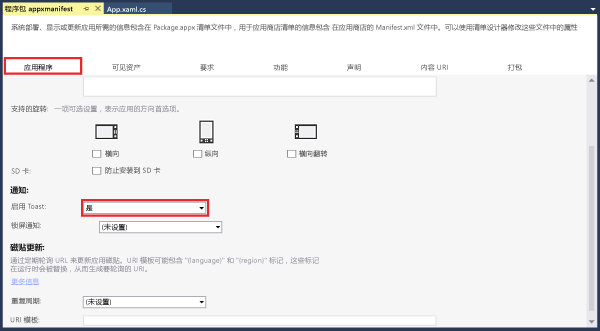 程序包 appxmanifest
App.xaml.cs
系统部署、显示或更新应用所需的信息包含在 Package.appx 清单文件中，用于应用商店清单的信息包含 在应用商店的 Manifest.xml 文件中。可以使用清单设计器修改这些文件中的属性
应用程序 可见资产 要求 功能 声明 内容 URI 打包
支持的旋转: 一项可选设置，表示应用的方向首选项。
横向 纵向 横向翻转
SD 卡: 防止安装到 SD 卡
通知:
启用 Toast: 是
锁屏通知: (未设置)
磁贴更新:
通过定期轮询 URL 来更新应用磁贴。URI 模板可能包含 "{language}" 和 "{region}" 标记，这些标记
在运行时会被替换，从而生成要轮询的 URI。
更多信息
重复周期: (未设置)
URI 模板: